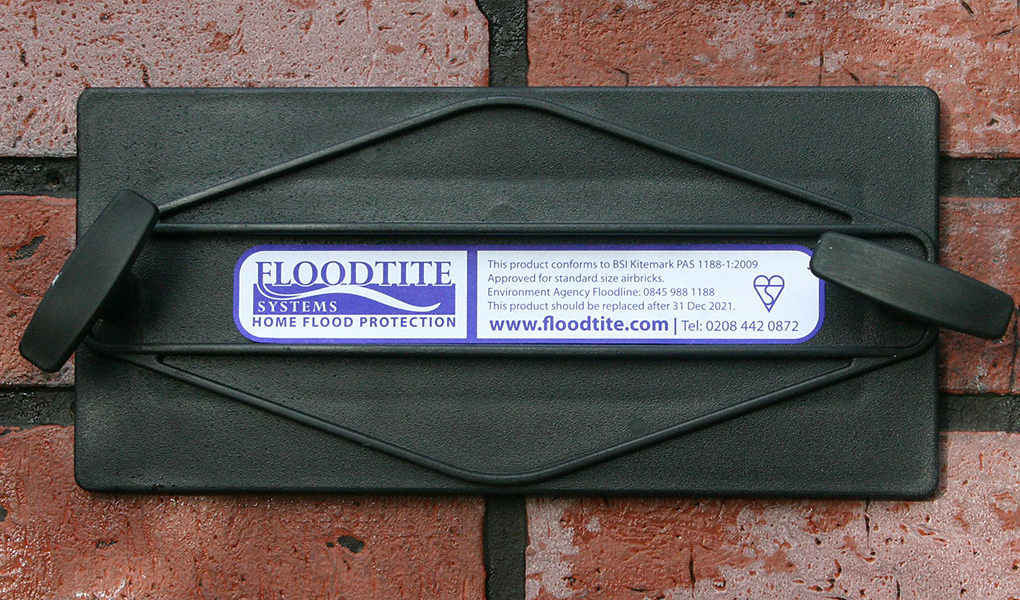 FLOODTITE
SYSTEMS
HOME FLOOD PROTECTION
This product conforms to BSI Kitemark PAS 1188-1:2009
Approved for standard size airbricks.
Environment Agency Floodline: 0845 988 1188
This product should be replaced after 31 Dec 2021.
www.floodtite.com | Tel: 0208 442 0872